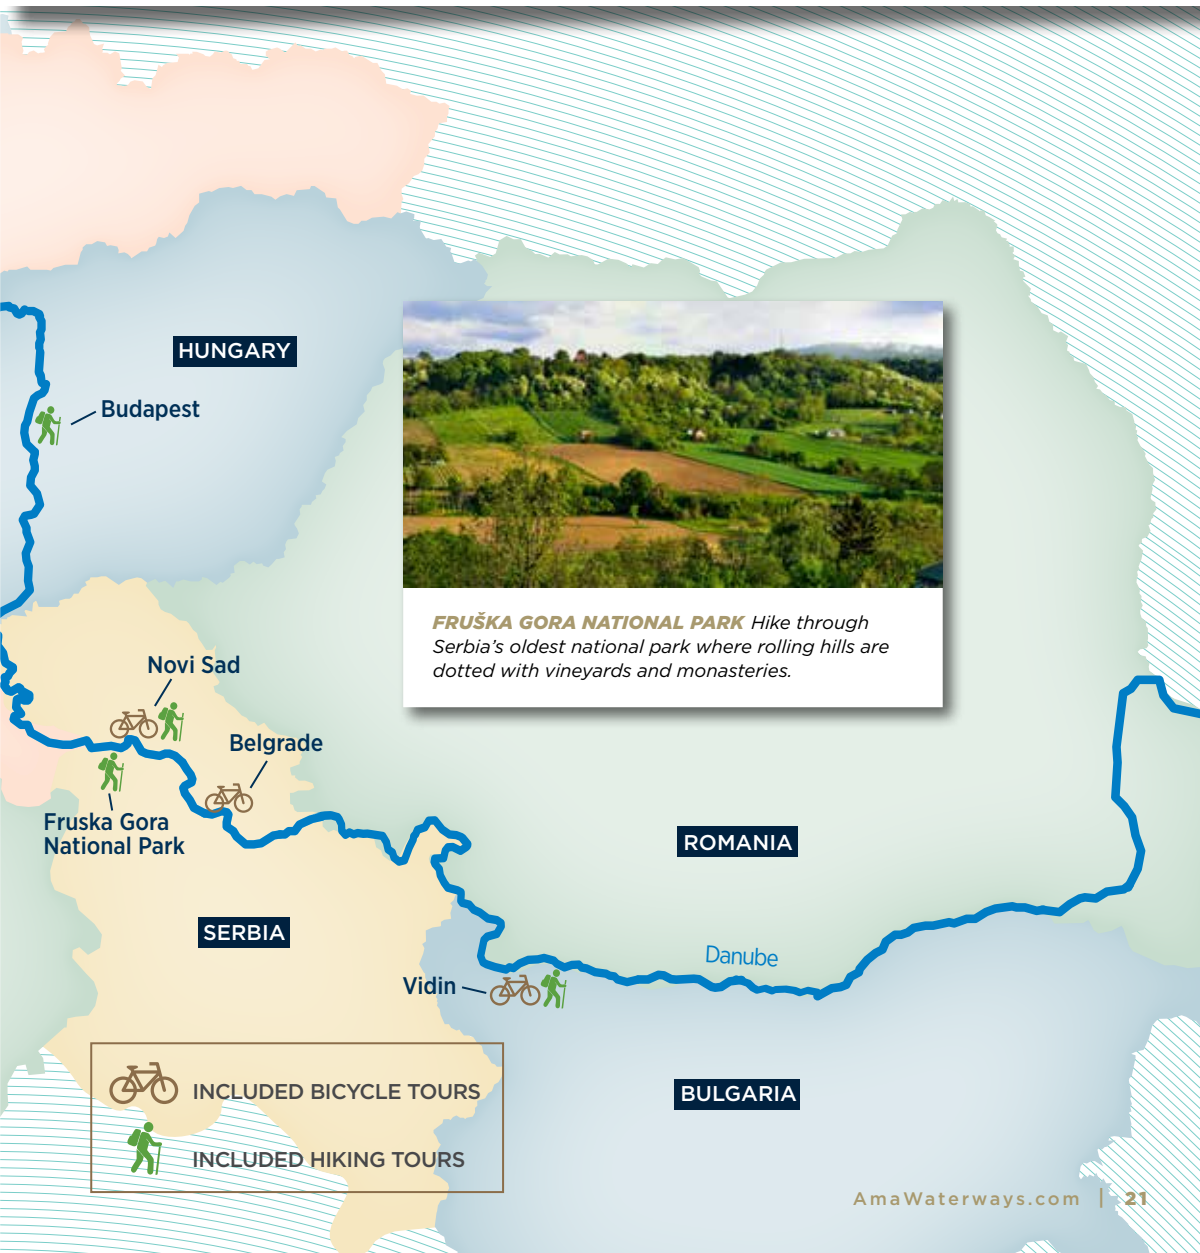 HUNGARY
Budapest
FRUŠKA GORA NATIONAL PARK Hike through
Serbia's oldest national park where rolling hills are
dotted with vineyards and monasteries.
Novi Sad
Belgrade
Fruska Gora
National Park
ROMANIA
SERBIA
Danube
Vidin
INCLUDED BICYCLE TOURS
BULGARIA
INCLUDED HIKING TOURS
AmaWaterways.com | 21